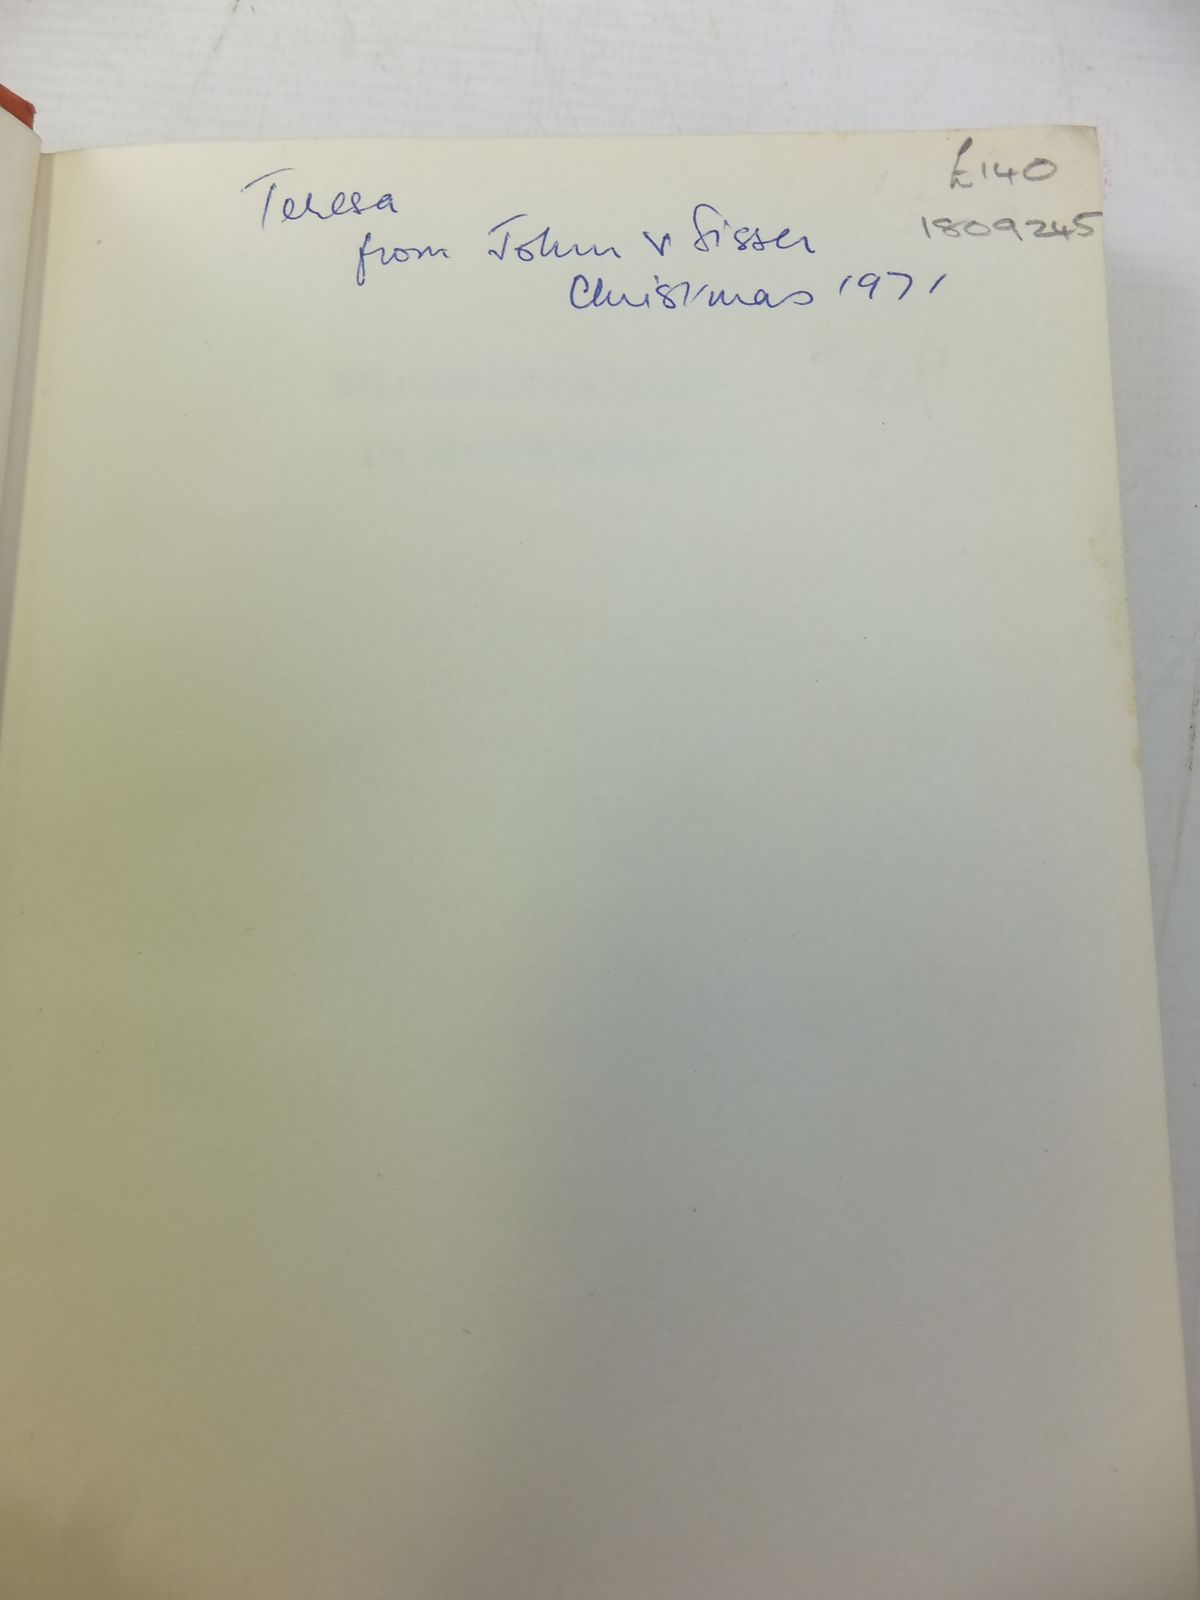 Teresa
from John & Sisser
Christmas 1971
£140
1809245